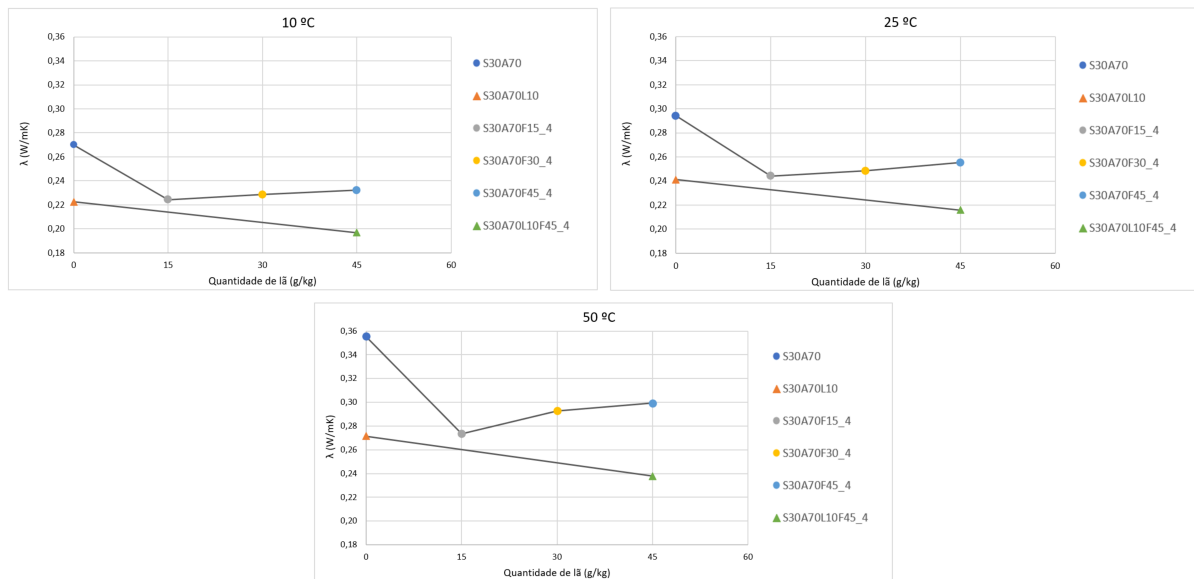 10 ºC
0,36
0,34
0,32
0,30
0,28
0,26
0,24
0,22
0,20
0,18
λ (W/mK)
0 15 30 45 60
Quantidade de lã (g/kg)
S30A70
S30A70L10
S30A70F15_4
S30A70F30_4
S30A70F45_4
S30A70L10F45_4
25 ºC
0,36
0,34
0,32
0,30
0,28
0,26
0,24
0,22
0,20
0,18
λ (W/mK)
0 15 30 45 60
Quantidade de lã (g/kg)
S30A70
S30A70L10
S30A70F15_4
S30A70F30_4
S30A70F45_4
S30A70L10F45_4
50 ºC
0,36
0,34
0,32
0,30
0,28
0,26
0,24
0,22
0,20
0,18
λ (W/mK)
0 15 30 45 60
Quantidade de lã (g/kg)
S30A70
S30A70L10
S30A70F15_4
S30A70F30_4
S30A70F45_4
S30A70L10F45_4